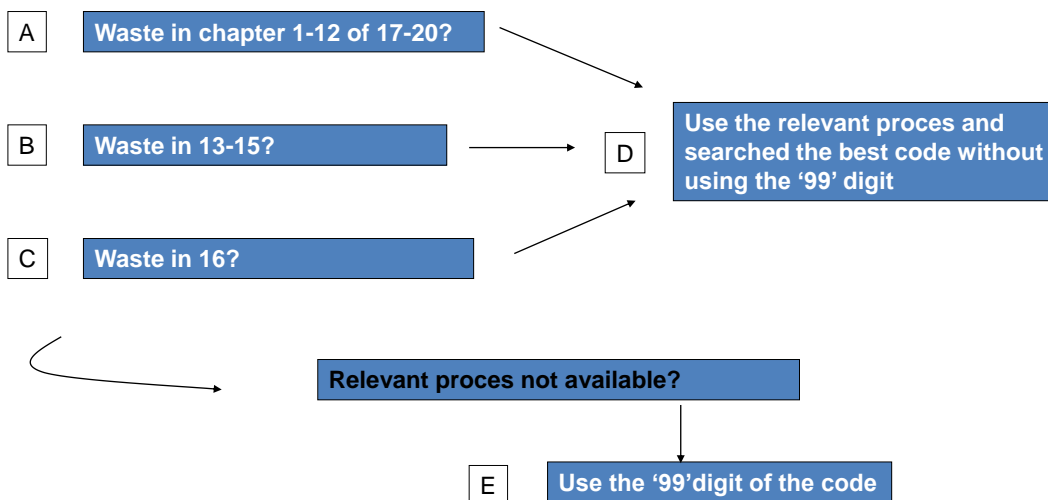 A
Waste in chapter 1-12 of 17-20?
B
Waste in 13-15?
D
Use the relevant proces and
searched the best code without
using the ‘99’ digit
C
Waste in 16?
Relevant proces not available?
E
Use the ‘99’digit of the code